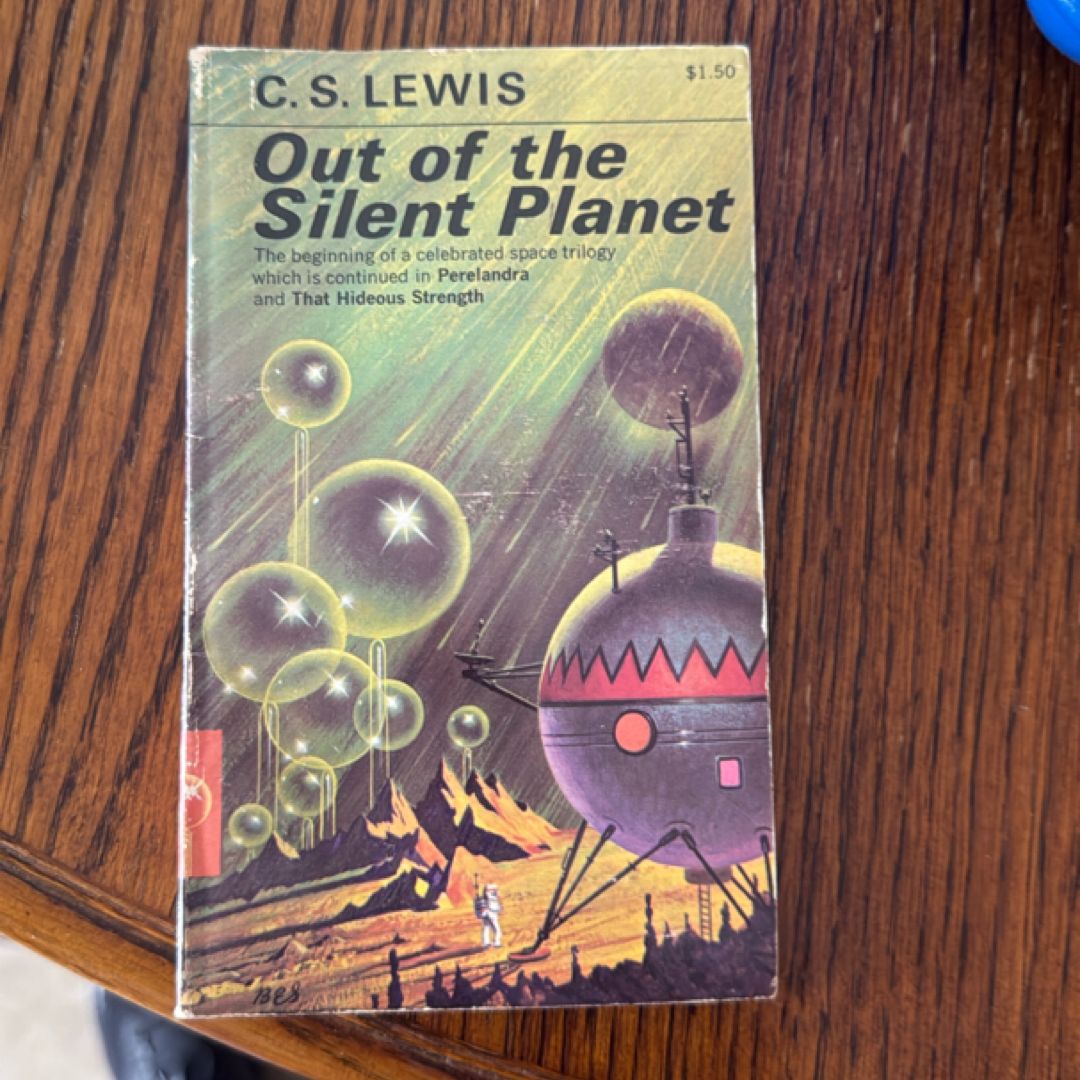 C. S. LEWIS
$1.50
Out of the
Silent Planet
The beginning of a celebrated space trilogy
which is continued in Perelandra
and That Hideous Strength